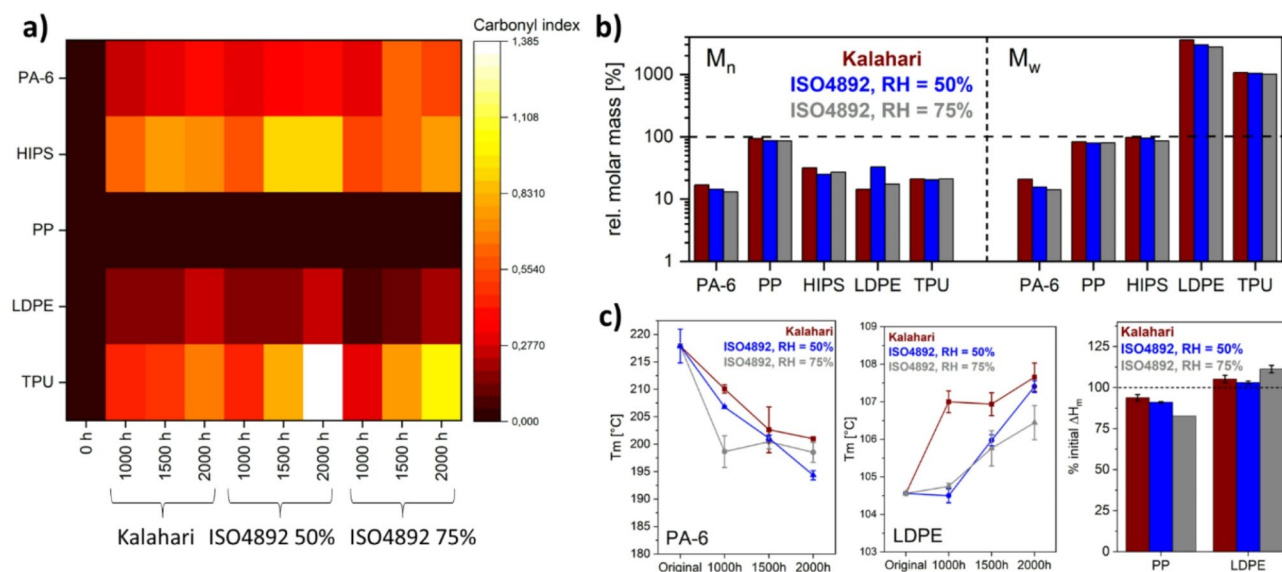 a)
Carbonyl index
1,385
1,108
0,8310
0,5540
0,2770
0,000
PA-6
HIPS
PP
LDPE
TPU
0 h
1000 h
1500 h
2000 h
1000 h
1500 h
2000 h
1000 h
1500 h
2000 h
Kalahari ISO4892 50% ISO4892 75%
b)
Mn Mw
Kalahari
ISO4892, RH = 50%
ISO4892, RH = 75%
rel. molar mass [%]
1000
100
10
1
PA-6 PP HIPS LDPE TPU PA-6 PP HIPS LDPE TPU
c)
Kalahari
ISO4892, RH = 50%
ISO4892, RH = 75%
Tm [°C]
220
215
210
205
200
195
190
185
180
PA-6
Original 1000h 1500h 2000h
Kalahari
ISO4892, RH = 50%
ISO4892, RH = 75%
Tm [°C]
109
108
107
106
105
104
103
LDPE
Original 1000h 1500h 2000h
Kalahari
ISO4892, RH = 50%
ISO4892, RH = 75%
% initial ΔHm
125
100
75
50
25
0
PP LDPE